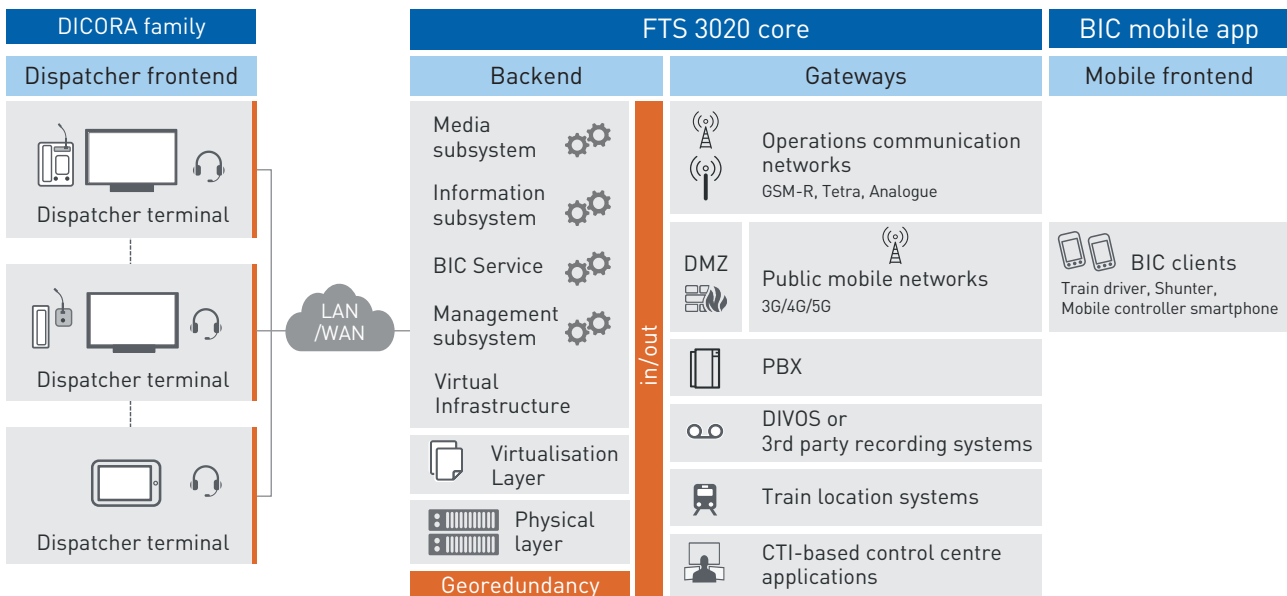 DICORA family
Dispatcher frontend
Dispatcher terminal
Dispatcher terminal
Dispatcher terminal
LAN
/WAN
FTS 3020 core
Backend
Media
subsystem
Information
subsystem
BIC Service
Management
subsystem
Virtual
Infrastructure
Virtualisation
Layer
Physical
layer
Georedundancy
in/out
Gateways
Operations communication
networks
GSM-R, Tetra, Analogue
DMZ
Public mobile networks
3G/4G/5G
PBX
DIVOS or
3rd party recording systems
Train location systems
CTI-based control centre
applications
BIC mobile app
Mobile frontend
BIC clients
Train driver, Shunter,
Mobile controller smartphone